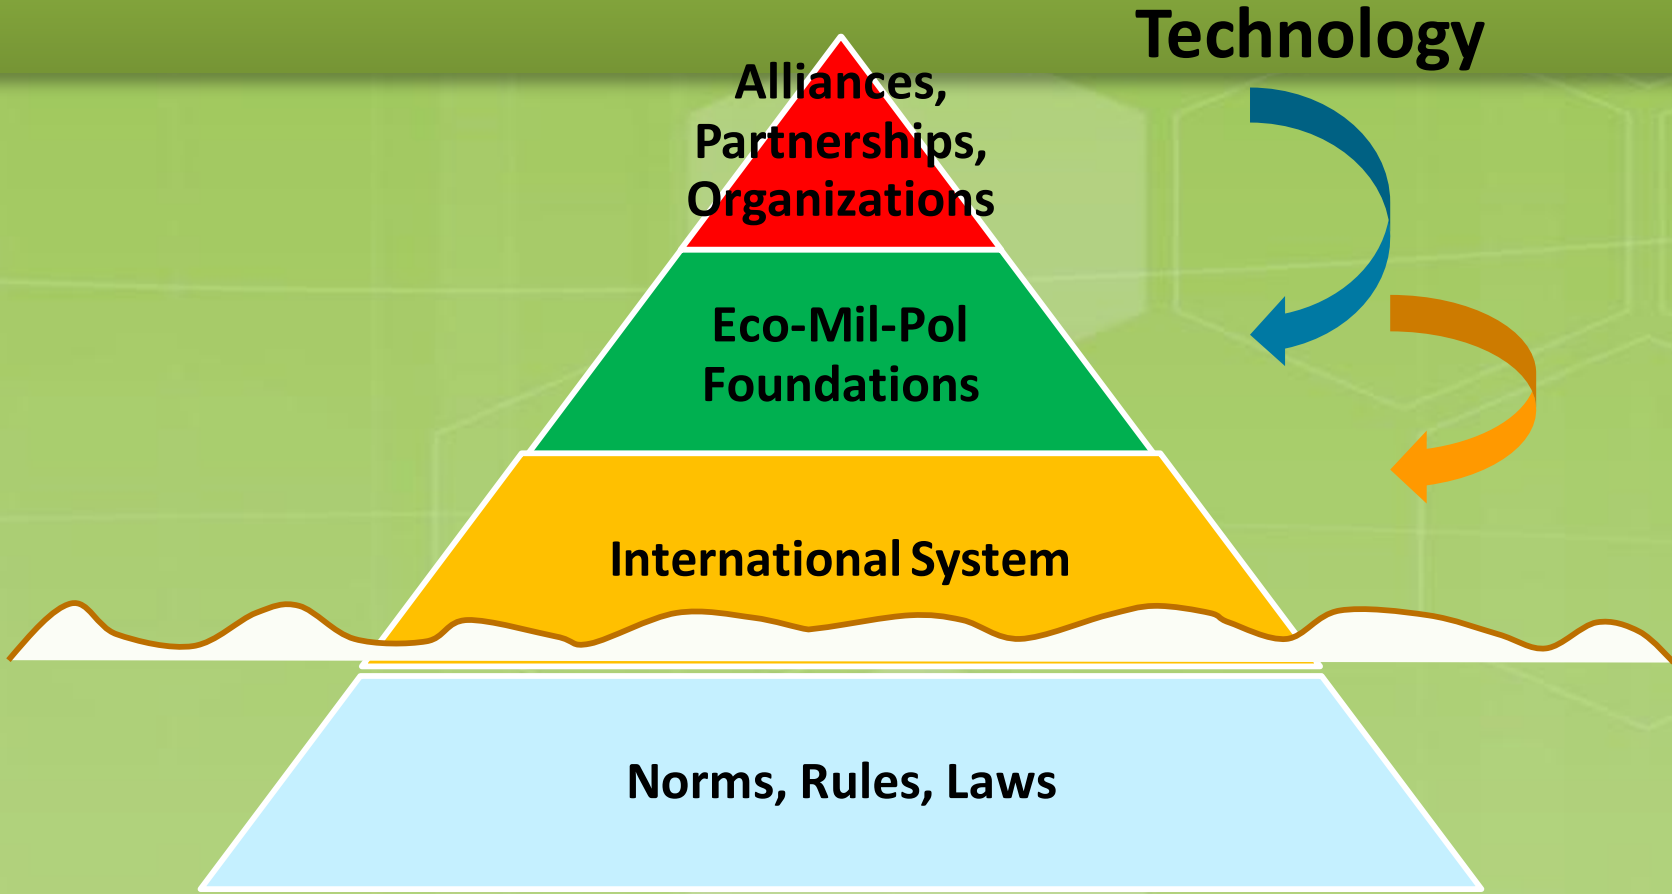 Technology
Alliances,
Partnerships,
Organizations
Eco-Mil-Pol
Foundations
International System
Norms, Rules, Laws